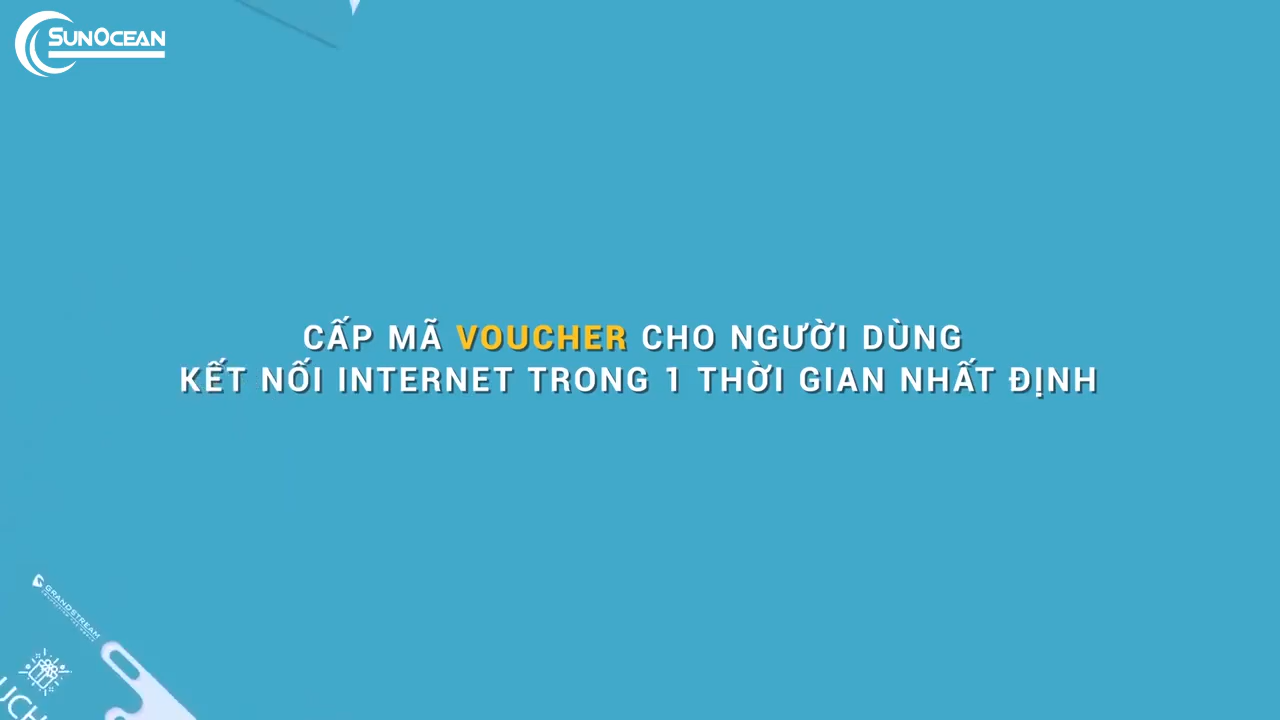 SUNOCEAN
CẤP MÃ VOUCHER CHO NGƯỜI DÙNG
KẾT NỐI INTERNET TRONG 1 THỜI GIAN NHẤT ĐỊNH
GRANDSTREAM